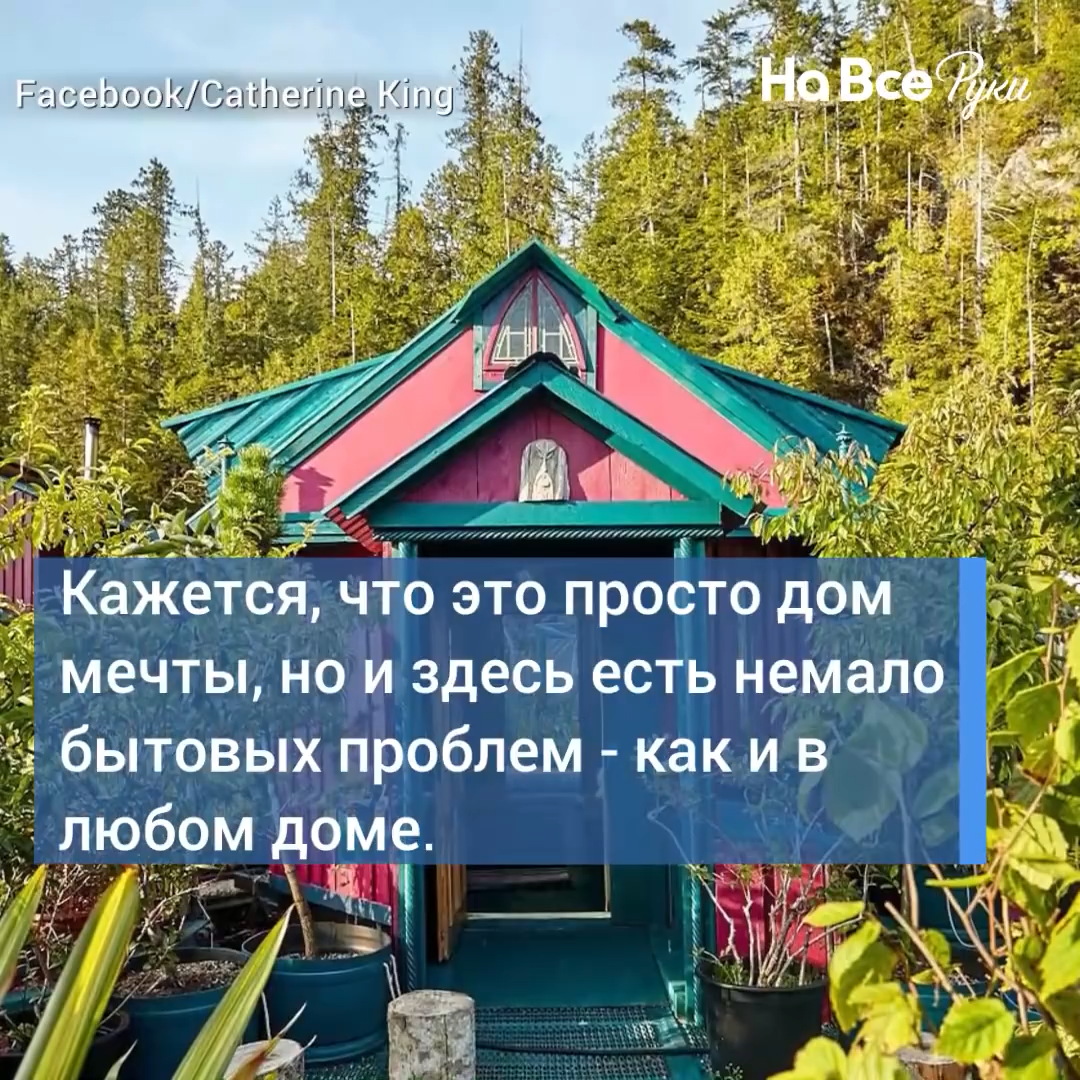 Facebook/Catherine King
На Все Руки
Кажется, что это просто дом
мечты, но и здесь есть немало
бытовых проблем - как и в
любом доме.